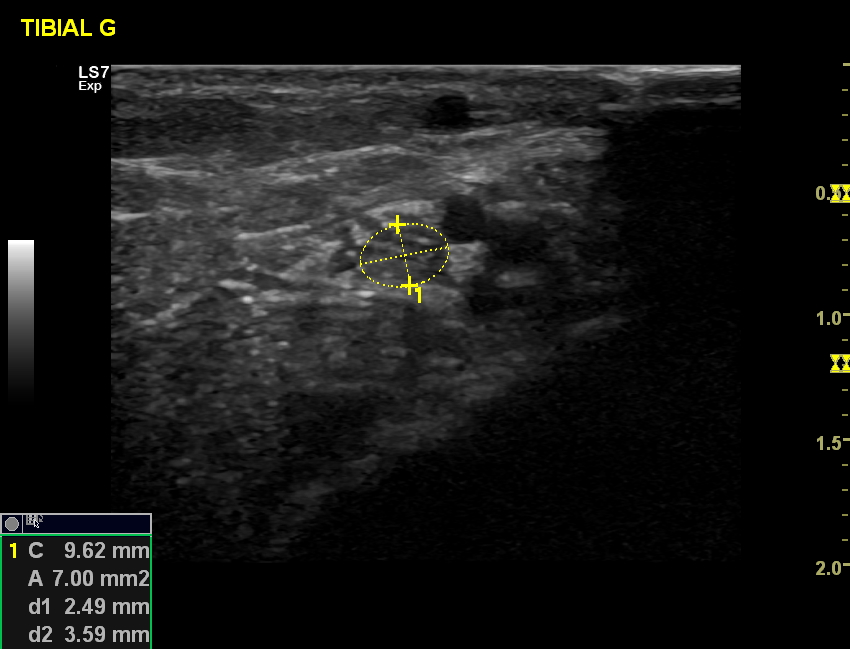 TIBIAL G
LS7
Exp
1.0
1.5
2.0
1
1 C 9.62 mm
A 7.00 mm2
d1 2.49 mm
d2 3.59 mm